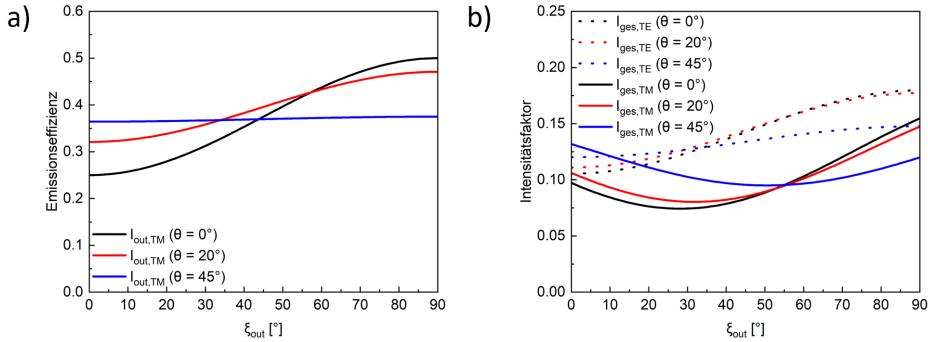 a)
Emissionseffizienz
0.6
0.5
0.4
0.3
0.2
0.1
0.0
I_out,TM (θ = 0°)
I_out,TM (θ = 20°)
I_out,TM (θ = 45°)
0 10 20 30 40 50 60 70 80 90
ξ_out [°]
b)
Intensitätsfaktor
0.25
0.20
0.15
0.10
0.05
0.00
I_ges,TE (θ = 0°)
I_ges,TE (θ = 20°)
I_ges,TE (θ = 45°)
I_ges,TM (θ = 0°)
I_ges,TM (θ = 20°)
I_ges,TM (θ = 45°)
0 10 20 30 40 50 60 70 80 90
ξ_out [°]